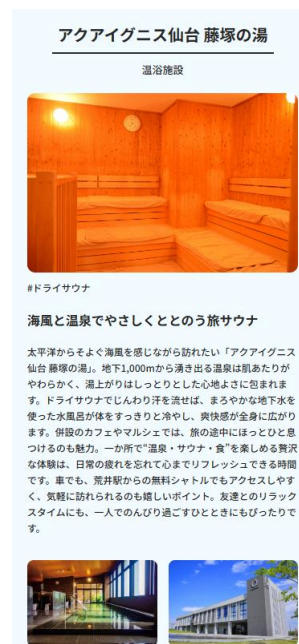 アクアイグニス仙台 藤塚の湯
温浴施設
#ドライサウナ
海風と温泉でやさしくととのう旅サウナ
太平洋からそよぐ海風を感じながら訪れたい「アクアイグニス
仙台 藤塚の湯」。地下1,000mから湧き出る温泉は肌あたりが
やわらかく、湯上がりはしっとりとした心地よさに包まれま
す。ドライサウナでじんわり汗を流せば、まろやかな地下水を
使った水風呂が体をすっきりと冷やし、爽快感が全身に広がり
ます。併設のカフェやマルシェでは、旅の途中にほっとひと息
つけるのも魅力。一か所で“温泉・サウナ・食”を楽しめる贅沢
な体験は、日常の疲れを忘れて心までリフレッシュできる時間
です。車でも、荒井駅からの無料シャトルでもアクセスしやす
く、気軽に訪れられるのも嬉しいポイント。友達とのリラック
スタイムにも、一人でのんびり過ごすひとときにもぴったりで
す。